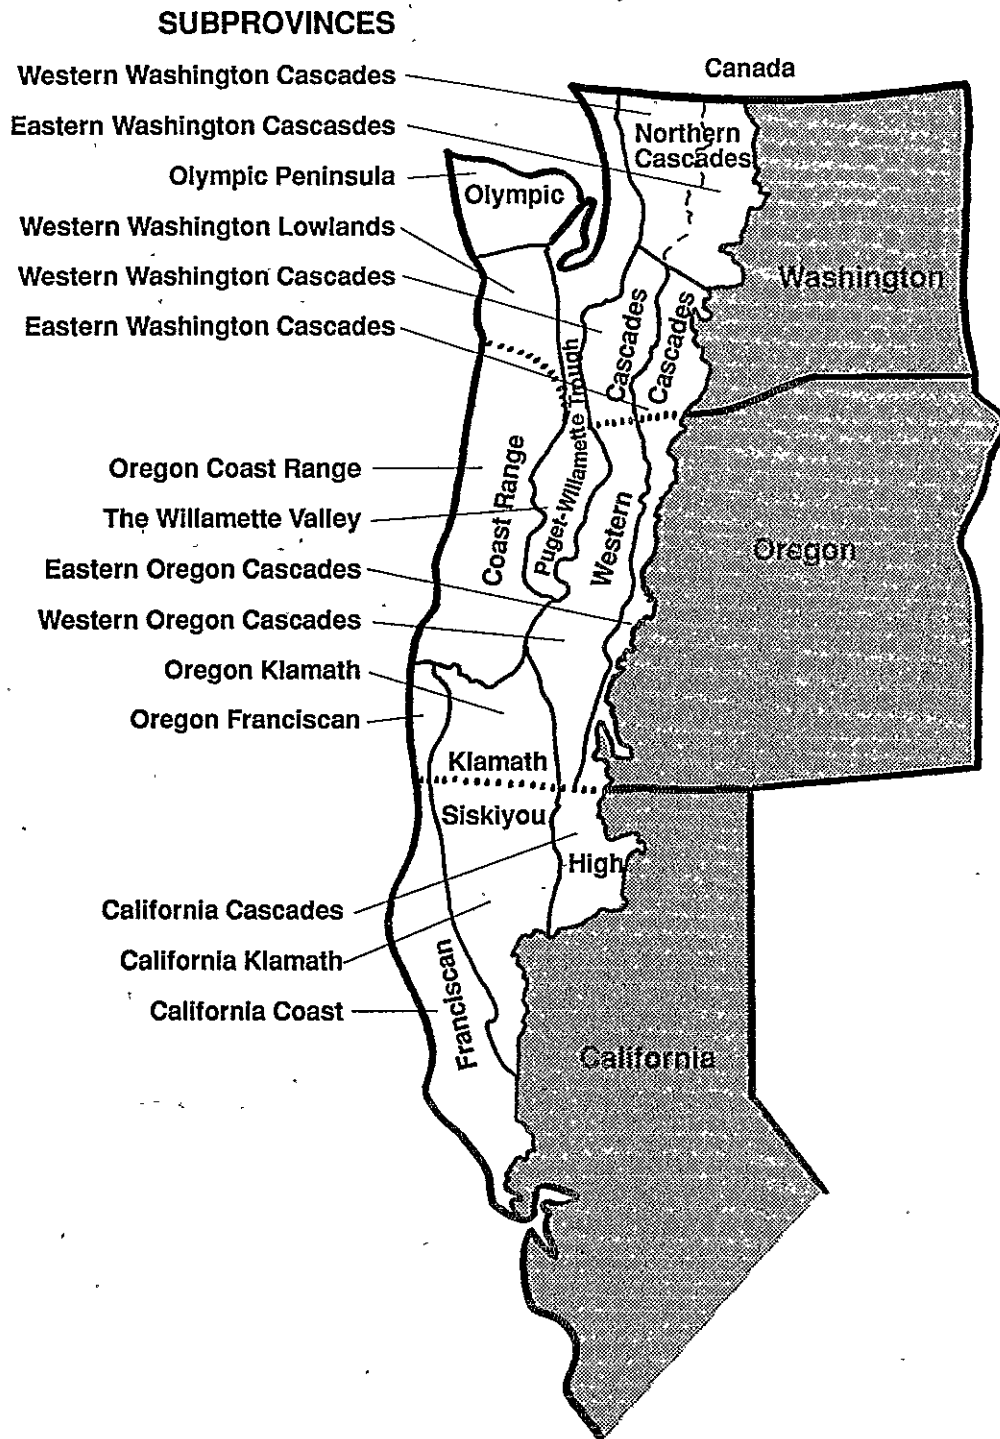 SUBPROVINCES
Western Washington Cascades
Eastern Washington Cascasdes
Olympic Peninsula
Western Washington Lowlands
Western Washington Cascades
Eastern Washington Cascades
Oregon Coast Range
The Willamette Valley
Eastern Oregon Cascades
Western Oregon Cascades
Oregon Klamath
Oregon Franciscan
California Cascades
California Klamath
California Coast
Canada
Northern
Cascades
Olympic
Washington
Cascades
Cascades
Puget-Willamette Trough
Coast Range
Western
Oregon
Klamath
Siskiyou
High
Franciscan
California